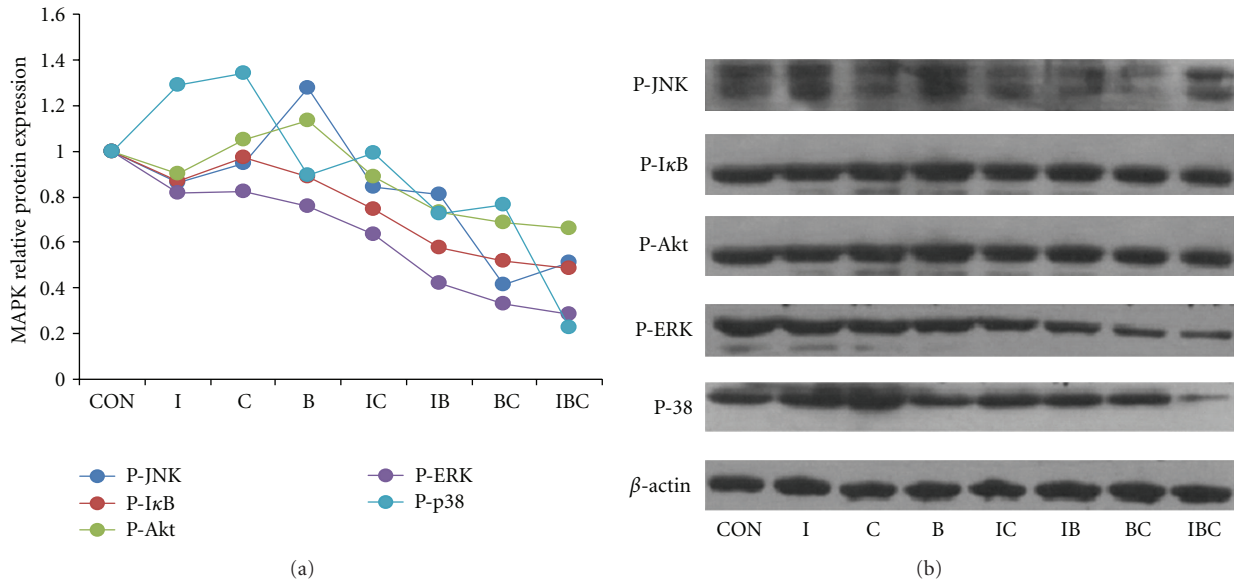 1.6
1.4
1.2
1
0.8
0.6
0.4
0.2
0
MAPK relative protein expression
CON I C B IC IB BC IBC
P-JNK
P-IκB
P-Akt
P-ERK
P-p38
(a)
P-JNK
P-IκB
P-Akt
P-ERK
P-38
β-actin
CON I C B IC IB BC IBC
(b)